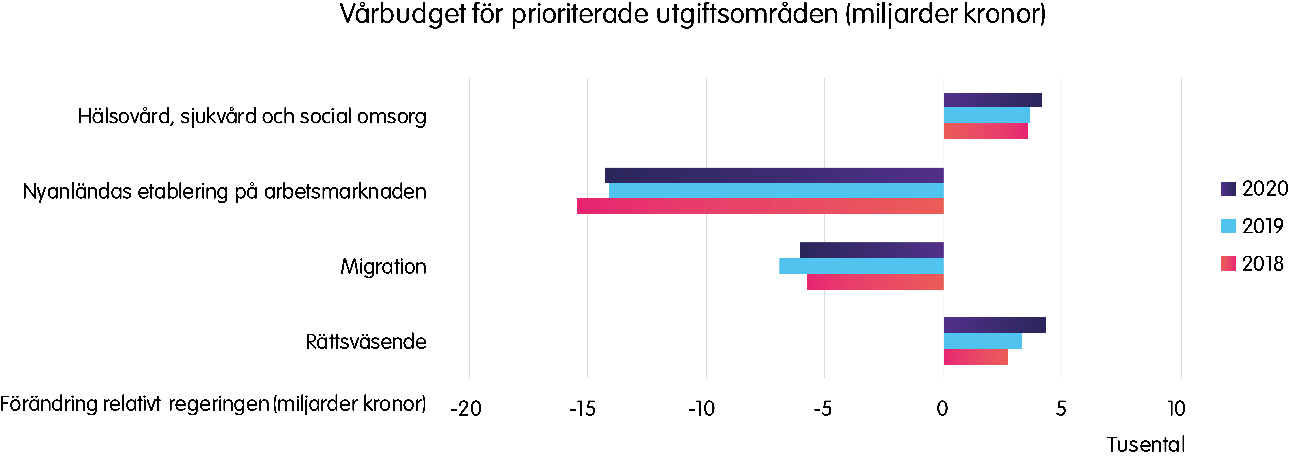 Vårbudget för prioriterade utgiftsområden (miljarder kronor)
Hälsovård, sjukvård och social omsorg
Nyanländas etablering på arbetsmarknaden
Migration
Rättsväsende
2020
2019
2018
Förändring relativt regeringen (miljarder kronor)
-20 -15 -10 -5 0 5 10
Tusental